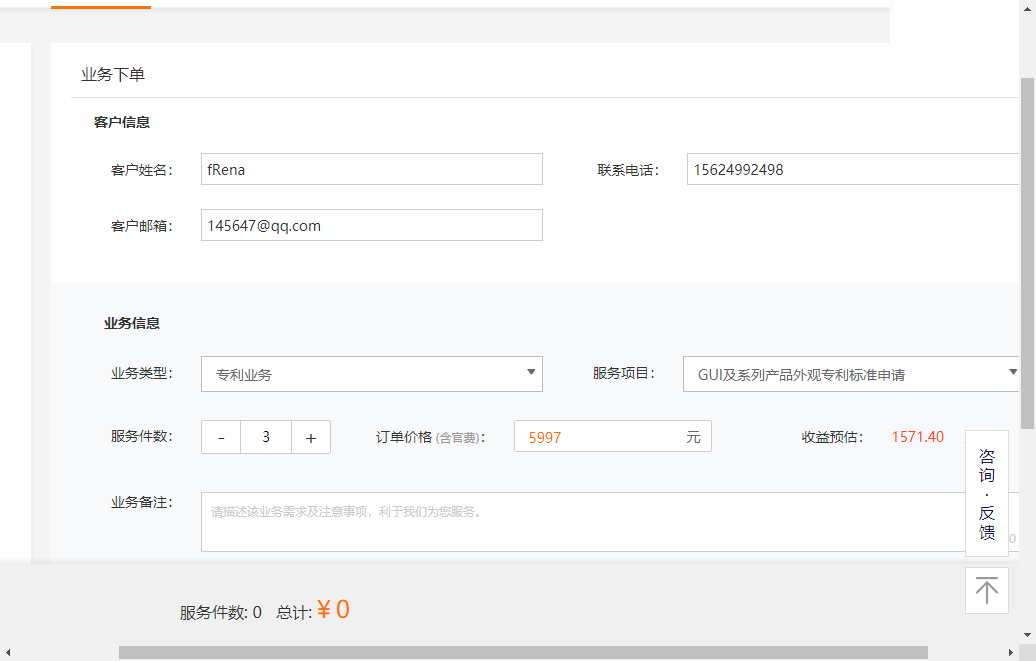 业务下单
客户信息
客户姓名： fRena 联系电话： 15624992498
客户邮箱： 145647@qq.com
业务信息
业务类型： 专利业务 服务项目： GUI及系列产品外观专利标准申请
服务件数： - 3 + 订单价格 (含官费)： 5997 元 收益预估： 1571.40
业务备注： 请描述该业务需求及注意事项，利于我们为您服务。
咨
询
·
反
馈
0
服务件数: 0 总计: ¥ 0